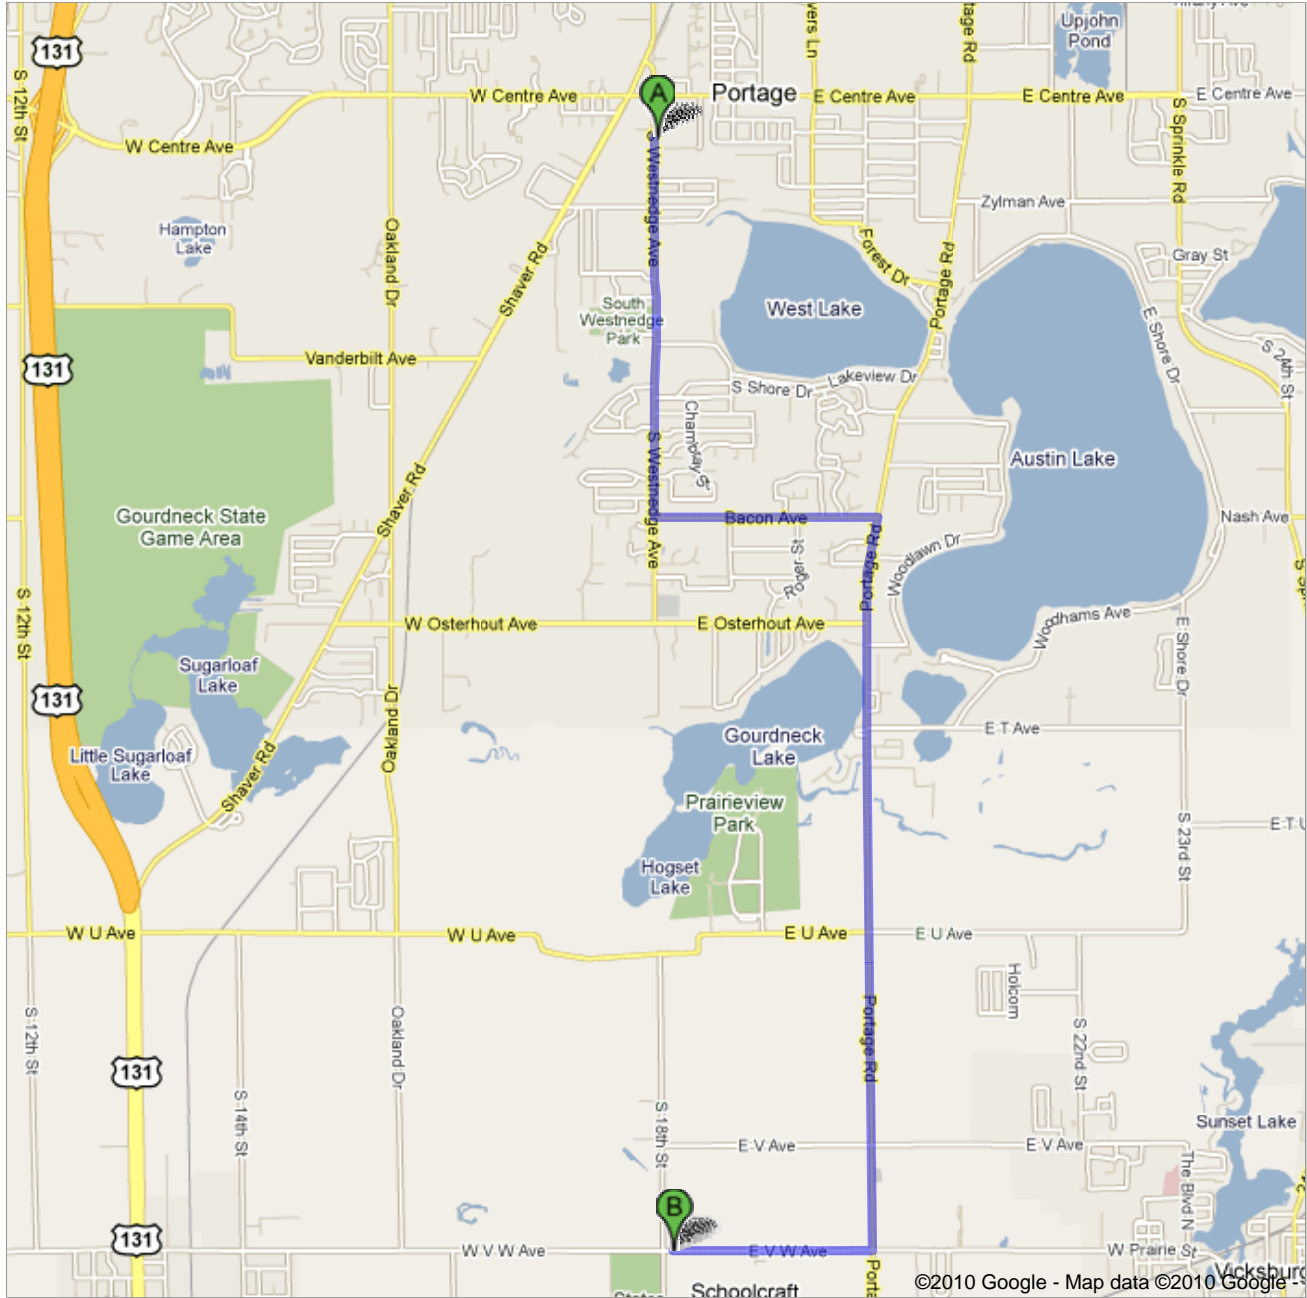 Upjohn
Pond
131
S 12th St
W Centre Ave
A
Portage
E Centre Ave
E Centre Ave
E Centre Ave
W Centre Ave
S Sprinkle Rd
Portage Rd
Zylman Ave
Hampton
Lake
Oakland Dr
Westnedge Ave
Forest Dr
Gray St
Shaver Rd
South
Westnedge
Park
West Lake
E Shore Dr
S 24th St
Vanderbilt Ave
131
S Shore Dr
Lakeview Dr
S Westnedge Ave
Austin Lake
Shaver Rd
Gourdneck State
Game Area
Bacon Ave
Nash Ave
Portage Rd
Woodlawn Dr
Roger St
S 12th St
W Osterhout Ave
E Osterhout Ave
Woodhams Ave
E Shore Dr
Sugarloaf
Lake
131
Oakland Dr
Gourdneck
Lake
E T Ave
Little Sugarloaf
Lake
Shaver Rd
Prairieview
Park
S 23rd St
E T U
Hogset
Lake
W U Ave
W U Ave
E U Ave
E U Ave
Holcom
S 12th St
Oakland Dr
Portage Rd
S 22nd St
131
S 14th St
S 18th St
Sunset Lake
E V Ave
E V Ave
The Blvd N
B
131
W V W Ave
E V W Ave
W Prairie St
Vicksburg
Schoolcraft
©2010 Google - Map data ©2010 Google -